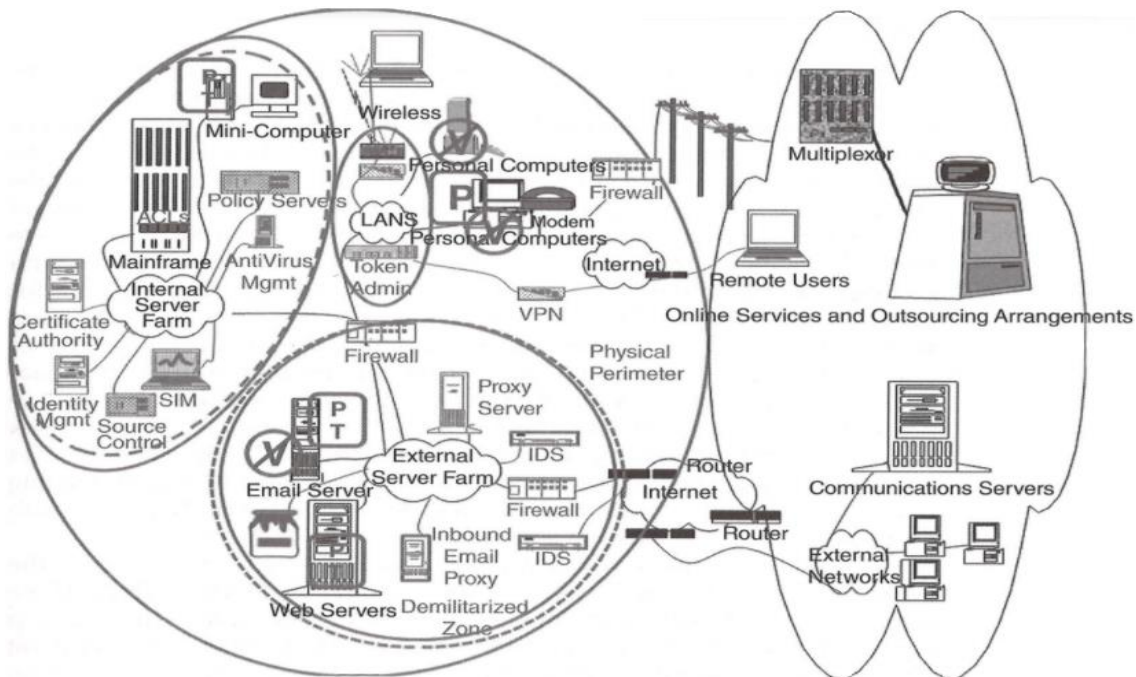 P
Mini-Computer
Policy Servers
ACLs
Mainframe
AntiVirus
Mgmt
Internal
Server
Farm
Certificate
Authority
Identity
Mgmt
SIM
Source
Control
Wireless
V
Personal Computers
P
LANS
Modem
V
Personal Computers
Token
Admin
VPN
Firewall
Internet
Firewall
Physical
Perimeter
Proxy
Server
P
T
V
External
Server Farm
IDS
Email Server
Firewall
Inbound
Email
Proxy
IDS
P
Web Servers
Demilitarized
Zone
Multiplexor
Remote Users
Online Services and Outsourcing Arrangements
Router
Internet
Router
Communications Servers
External
Networks